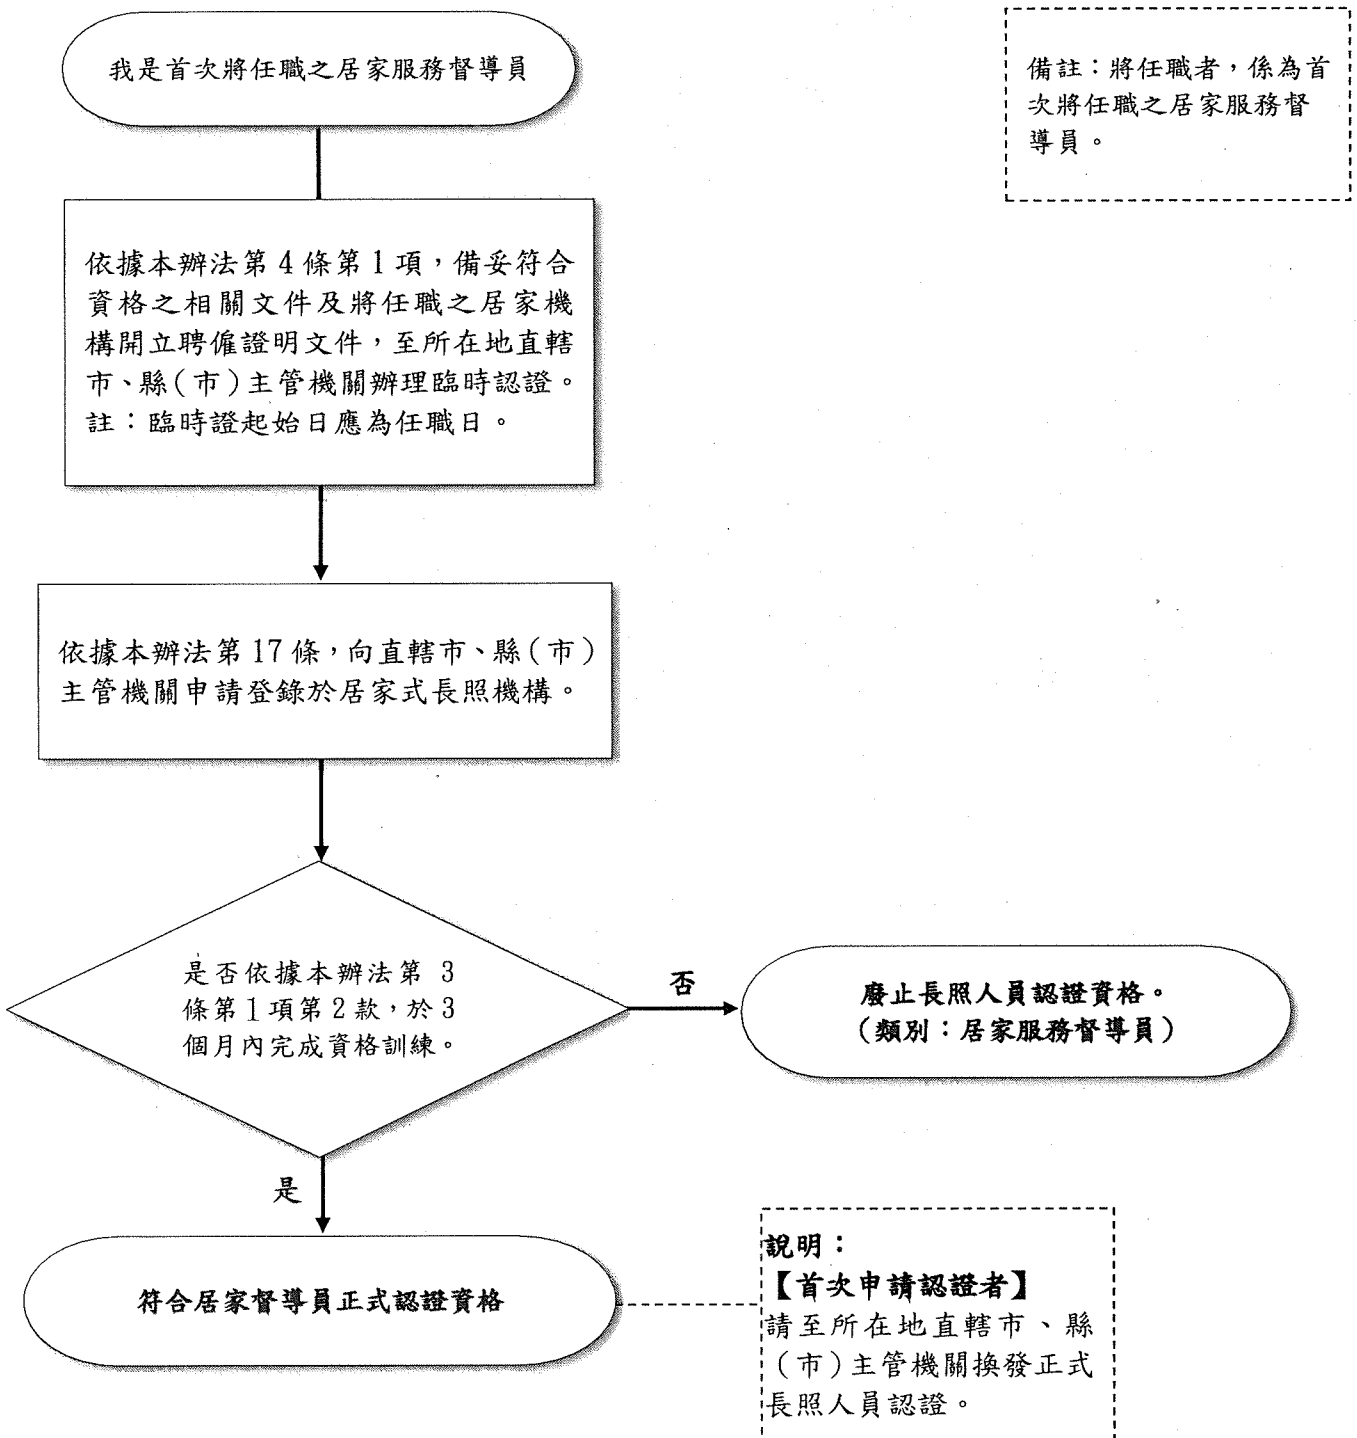 我是首次將任職之居家服務督導員
備註：將任職者，係為首
次將任職之居家服務督
導員。
依據本辦法第4條第1項，備妥符合
資格之相關文件及將任職之居家機
構開立聘僱證明文件，至所在地直轄
市、縣(市)主管機關辦理臨時認證。
註：臨時證起始日應為任職日。
依據本辦法第17條，向直轄市、縣(市)
主管機關申請登錄於居家式長照機構。
是否依據本辦法第 3
條第1項第2款，於3
個月內完成資格訓練。
否
廢止長照人員認證資格。
(類別：居家服務督導員)
是
符合居家督導員正式認證資格
說明：
【首次申請認證者】
請至所在地直轄市、縣
(市)主管機關換發正式
長照人員認證。